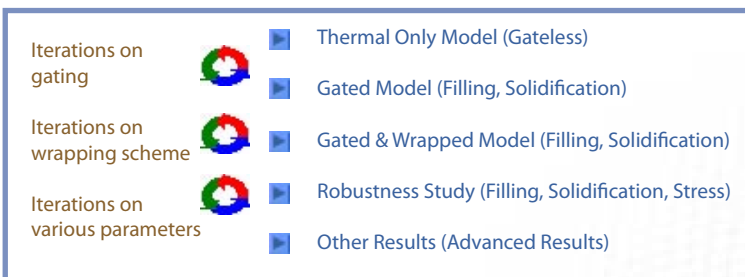 Iterations on
gating
Iterations on
wrapping scheme
Iterations on
various parameters
Thermal Only Model (Gateless)
Gated Model (Filling, Solidification)
Gated & Wrapped Model (Filling, Solidification)
Robustness Study (Filling, Solidification, Stress)
Other Results (Advanced Results)